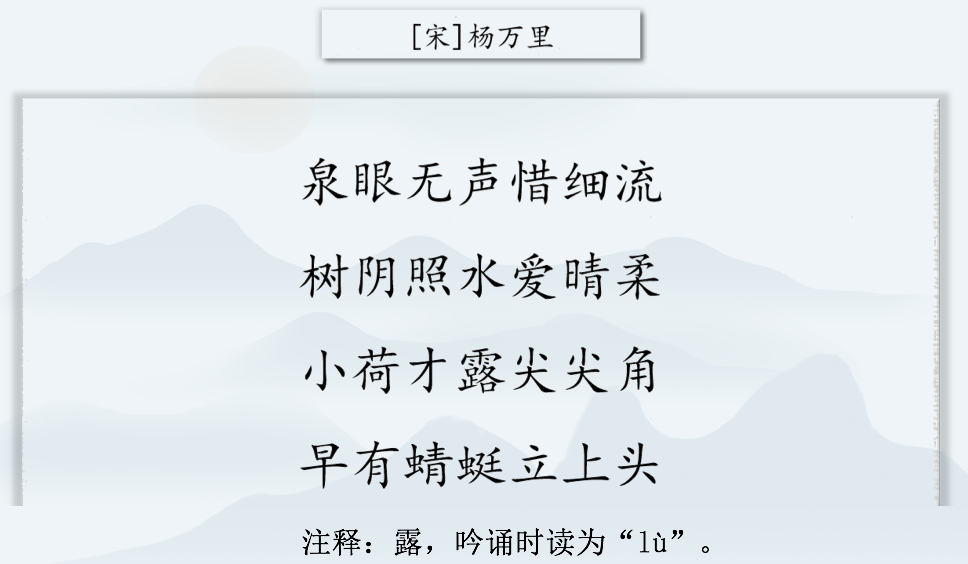 [宋]杨万里
泉眼无声惜细流
树阴照水爱晴柔
小荷才露尖尖角
早有蜻蜓立上头
注释：露，吟诵时读为“lù”。